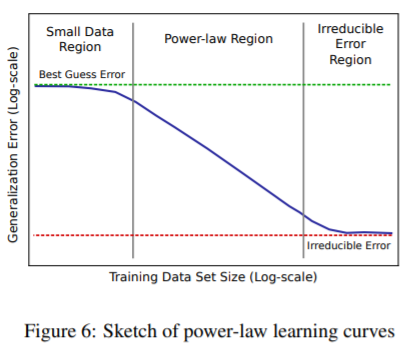 Small Data
Region
Power-law Region
Irreducible
Error
Region
Best Guess Error
Generalization Error (Log-scale)
Irreducible Error
Training Data Set Size (Log-scale)
Figure 6: Sketch of power-law learning curves